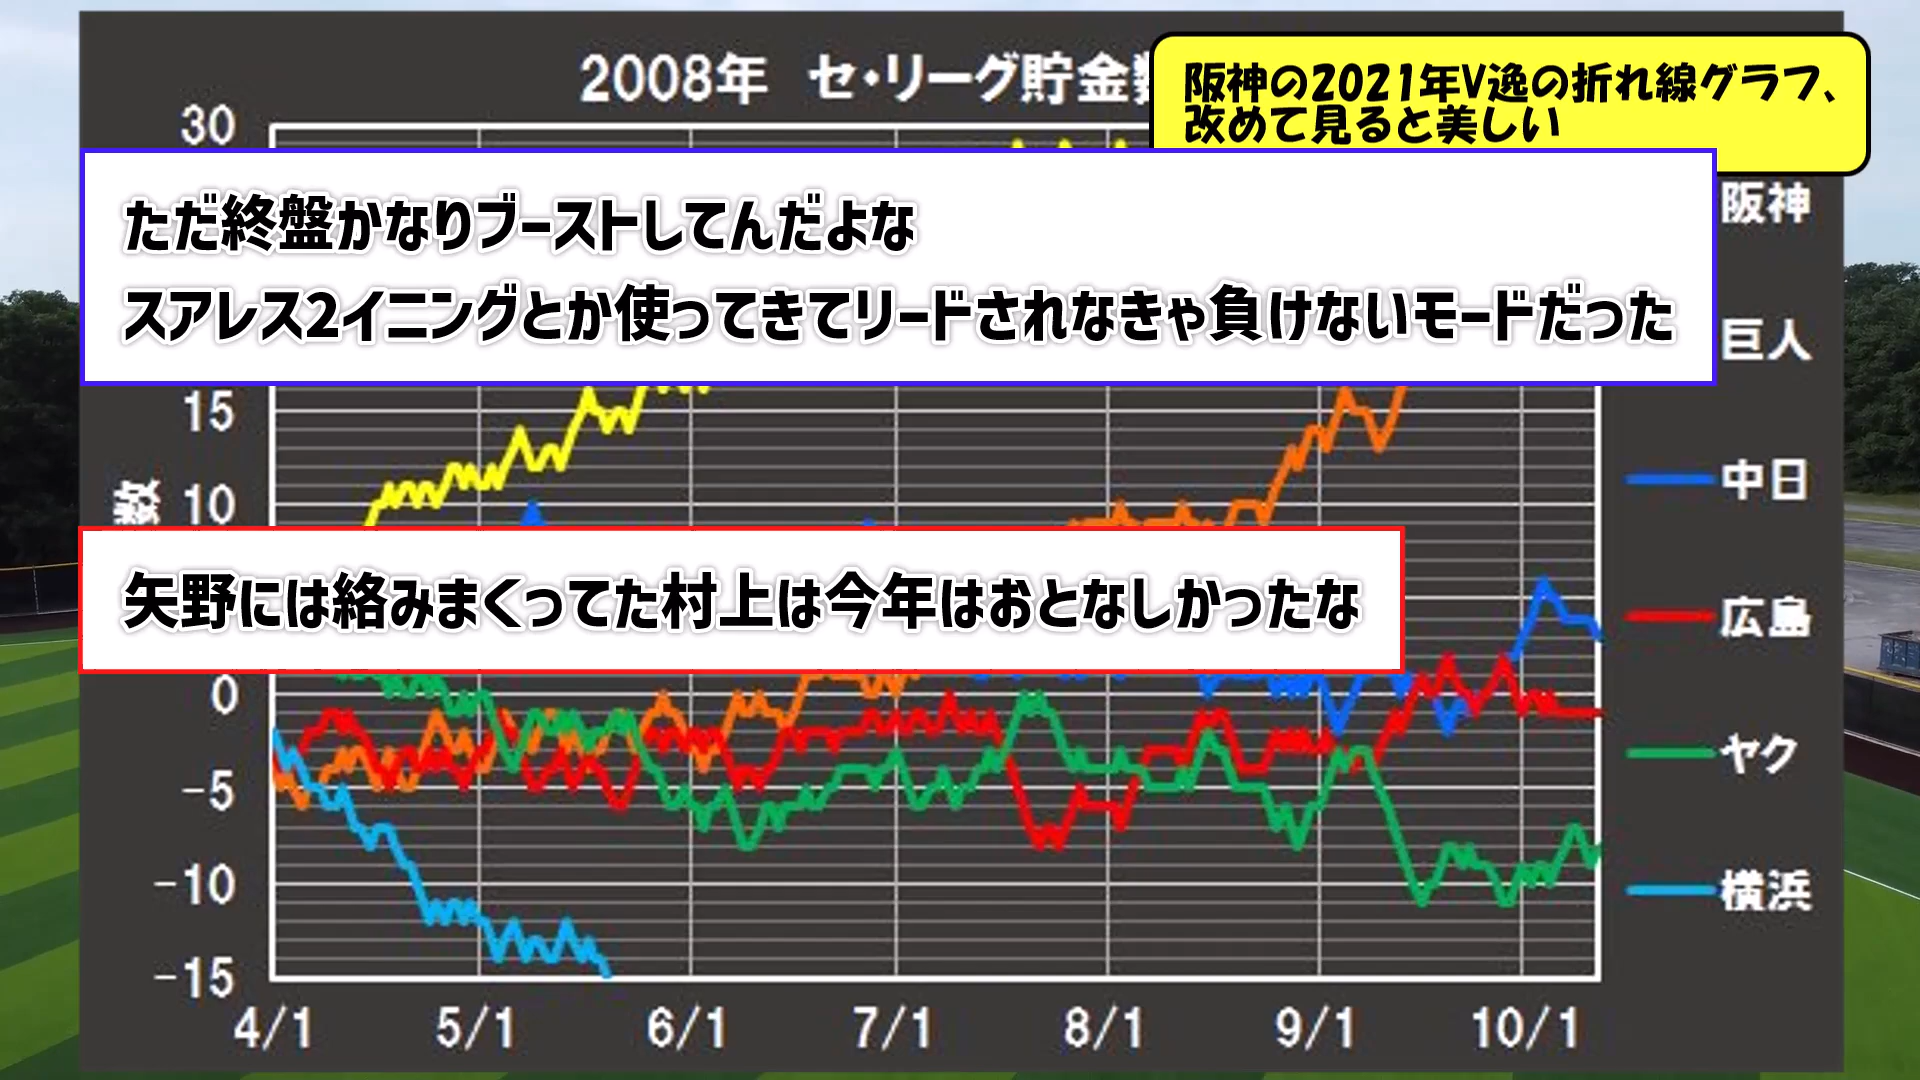 2008年 セ・リーグ貯金
阪神の2021年V逸の折れ線グラフ、
改めて見ると美しい
30
ただ終盤かなりブーストしてんだよな
スアレス2イニングとか使ってきてリードされなきゃ負けないモードだった
阪神
巨人
15
10
数
中日
矢野には絡みまくってた村上は今年はおとなしかったな
広島
0
ヤク
-5
-10
横浜
-15
4/1 5/1 6/1 7/1 8/1 9/1 10/1